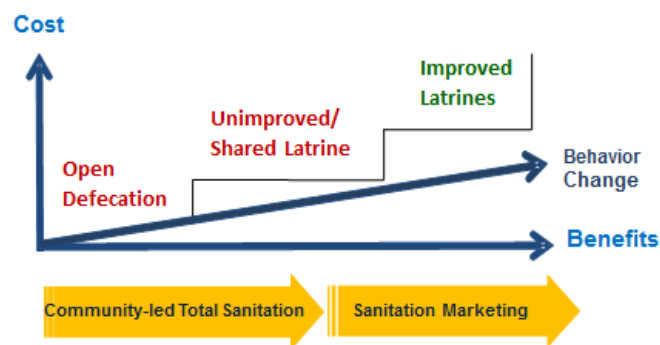 Cost
Improved
Latrines
Unimproved/
Shared Latrine
Open
Defecation
Behavior
Change
Benefits
Community-led Total Sanitation
Sanitation Marketing